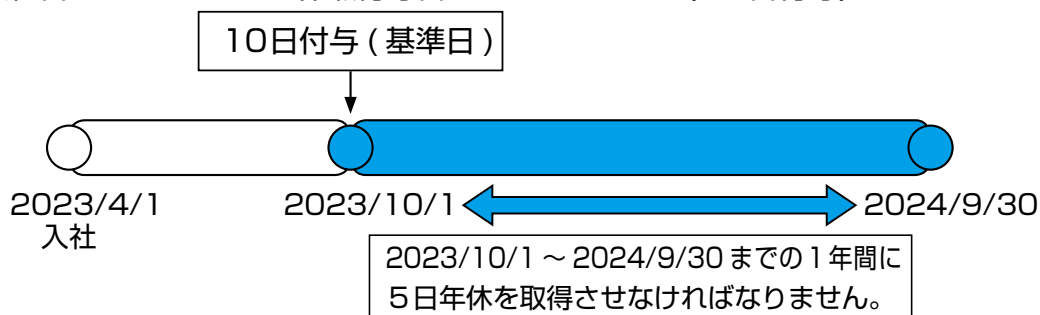 10日付与 ( 基準日 )
2023/4/1
入社
2023/10/1
2024/9/30
2023/10/1 ~ 2024/9/30 までの1年間に
5日年休を取得させなければなりません。